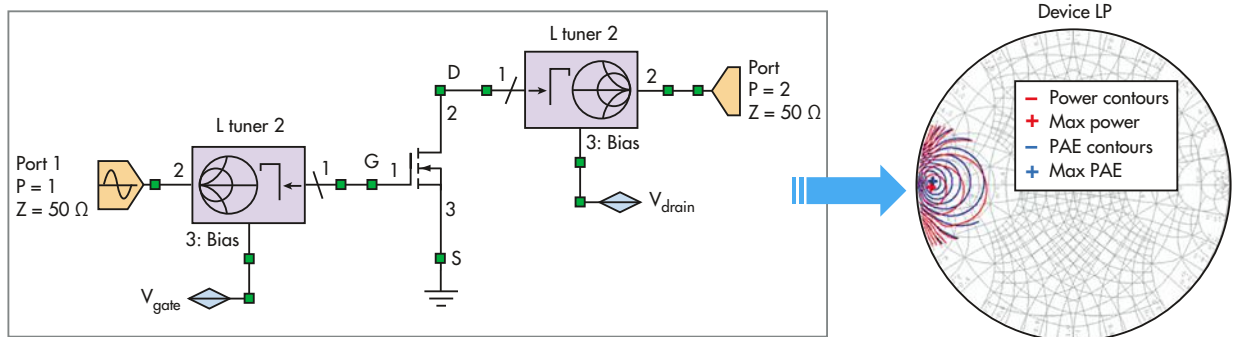 L tuner 2
D
1
2
2
3: Bias
Port
P = 2
Z = 50 Ω
V_drain
L tuner 2
Port 1
P = 1
Z = 50 Ω
2
1
G
1
3
S
3: Bias
V_gate
Device LP
Power contours
Max power
PAE contours
Max PAE